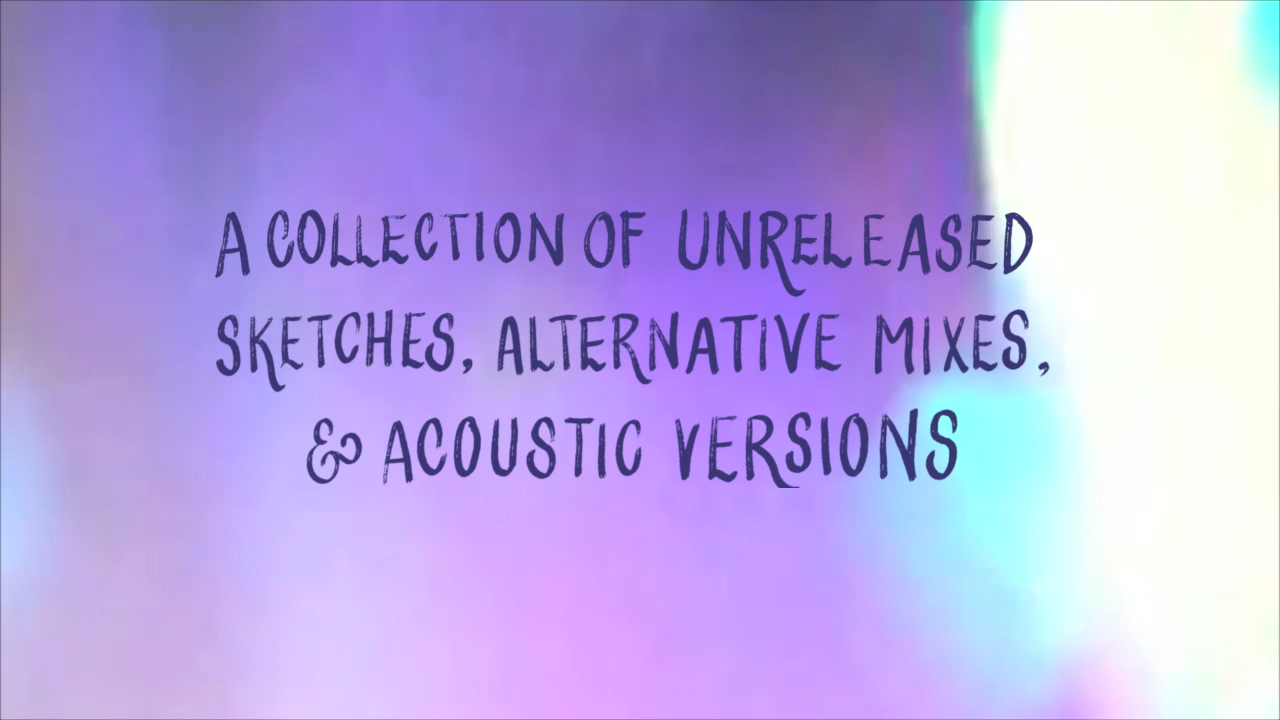 A COLLECTION OF UNRELEASED
SKETCHES, ALTERNATIVE MIXES,
& ACOUSTIC VERSIONS